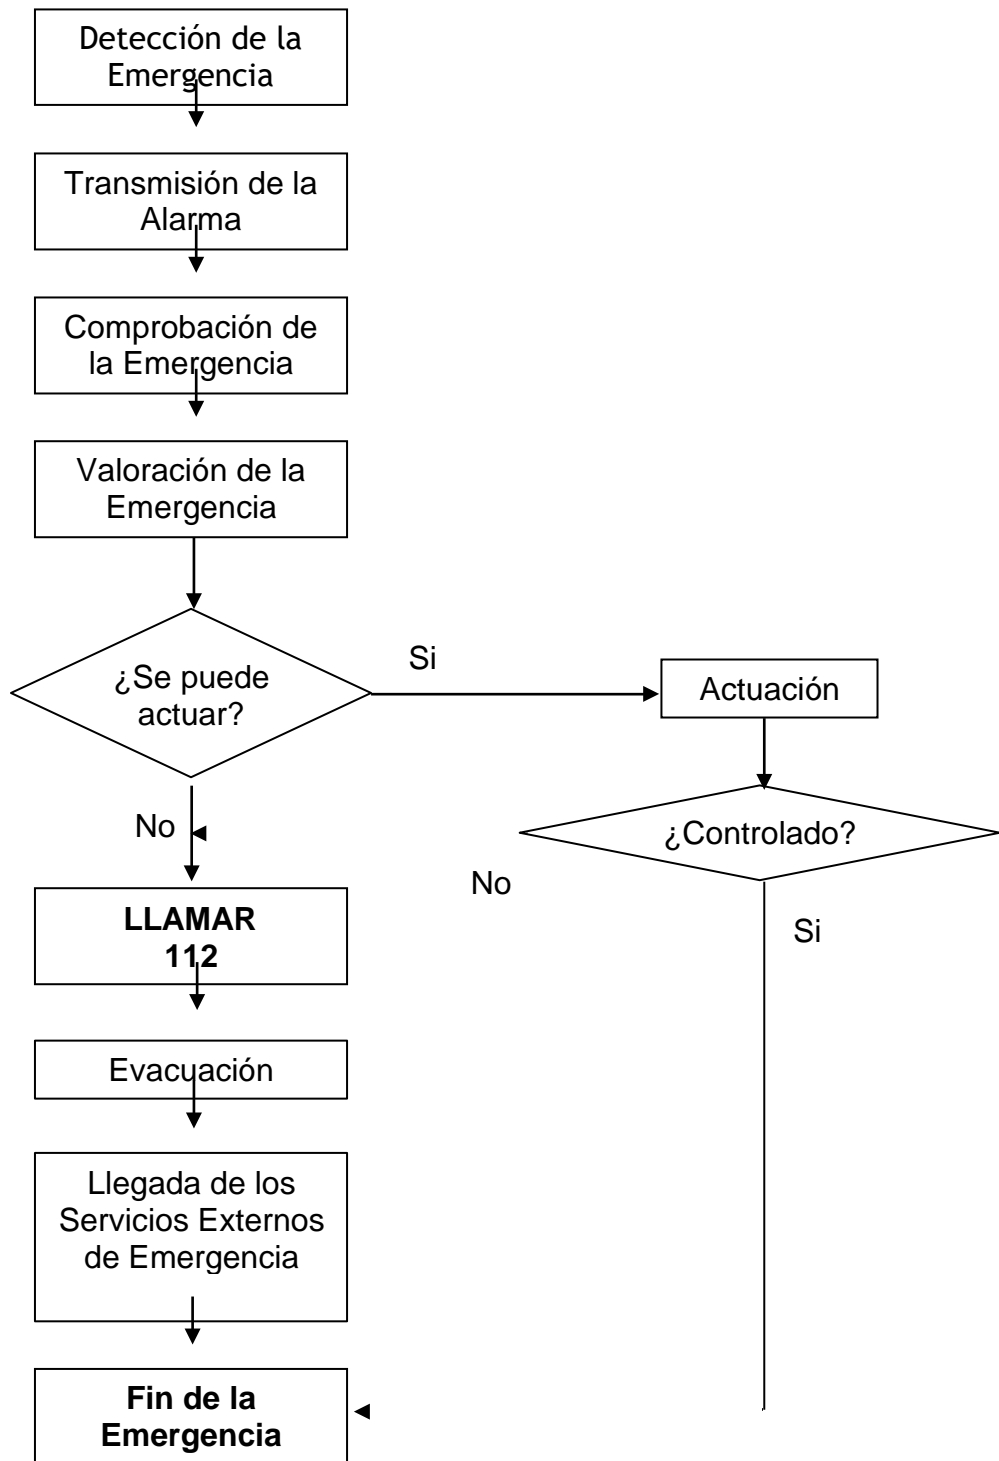 Detección de la
Emergencia
Transmisión de la
Alarma
Comprobación de
la Emergencia
Valoración de la
Emergencia
¿Se puede
actuar?
Si
Actuación
No
¿Controlado?
No
Si
LLAMAR
112
Evacuación
Llegada de los
Servicios Externos
de Emergencia
Fin de la
Emergencia